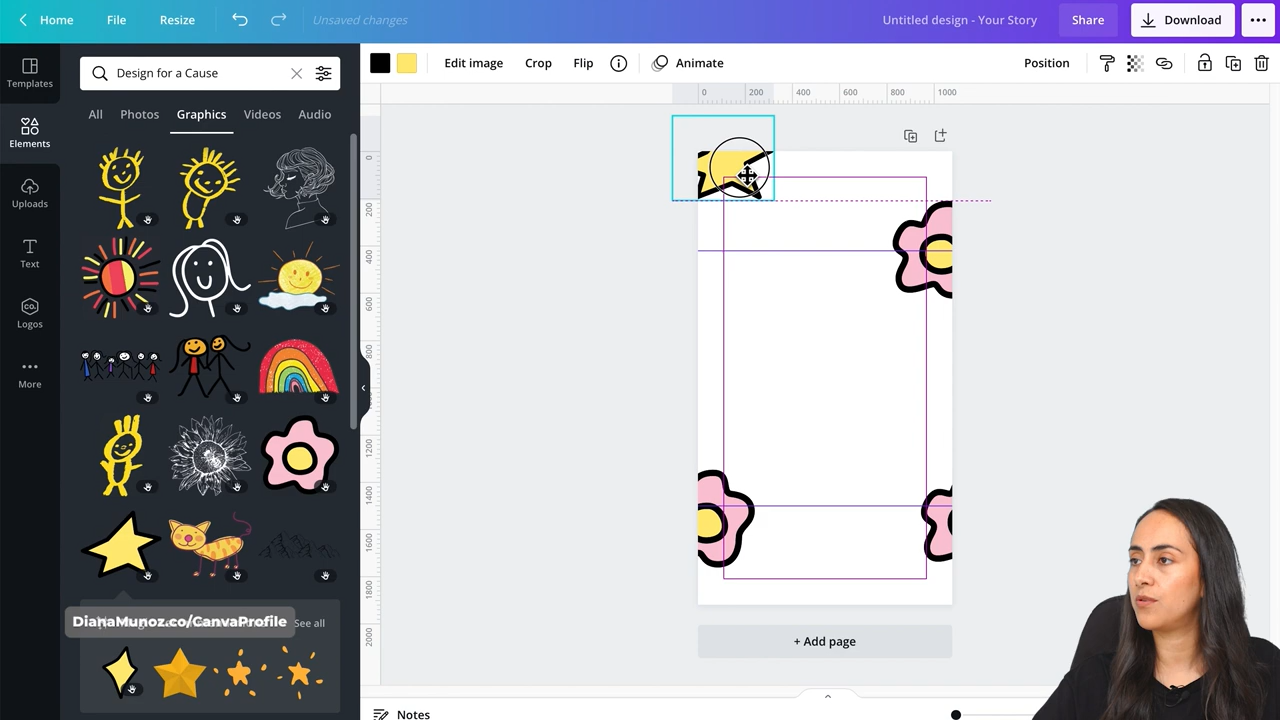 Home File Resize Unsaved changes Untitled design - Your Story Share Download
Templates
Elements
Uploads
Text
co.
Logos
More
Design for a Cause
All Photos Graphics Videos Audio
DianaMunoz.co/CanvaProfile
See all
Edit image Crop Flip Animate Position
0 200 400 600 800 1000
0
200
400
600
800
1200
1400
1600
1800
2000
+ Add page
Notes